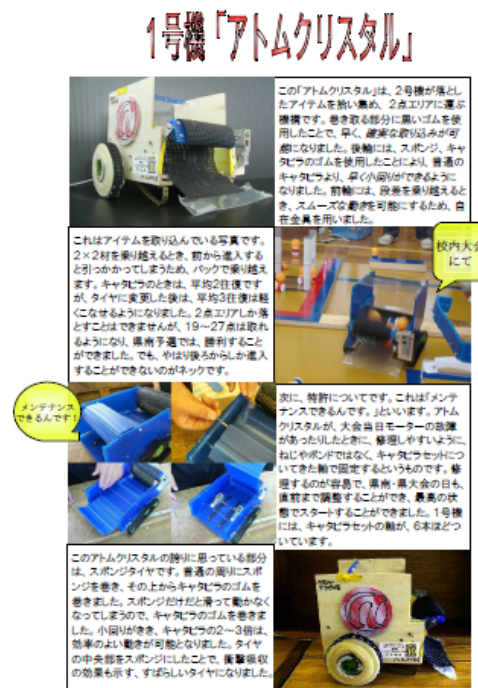 1号機「アトムクリスタル」
この「アトムクリスタル」は、2号機が落とし
たアイテムを拾い集め、2点エリアに運ぶ
機構です。巻き取る部分に黒いゴムを使
用したことで、早く、確実な取り込みが可
能になりました。後輪には、スポンジ、キャ
タピラのゴムを使用したことにより、普通の
キャタピラより、早く小回りができるように
なりました。前輪には、段差を乗り越えると
き、スムーズな動きを可能にするため、自
在金具を用いました。
これはアイテムを取り込んでいる写真です。
2×2材を乗り越えるとき、前から進入する
と引っかかってしまうため、バックで乗り越え
ます。キャタピラのときは、平均2往復です
が、タイヤに変更した後は、平均3往復は軽
くこなせるようになりました。2点エリアしか落
とすことはできませんが、19～27点は取れ
るようになり、県南予選では、勝利すること
ができました。でも、やはり後ろからしか進入
することができないのがネックです。
校内大会
にて
メンテナンス
できるんです!
次に、特許についてです。これは「メンテ
ナンスできるんです。」といいます。アトム
クリスタルが、大会当日モーターの故障
があったりしたときに、修理しやすいように、
ねじやボンドではなく、キャタピラセットにつ
いてきた軸で固定するというものです。修
理するのが容易で、県南・県大会の日も、
直前まで調整することができ、最高の状
態でスタートすることができました。1号機
には、キャタピラセットの軸が、6本ほどつ
いています。
このアトムクリスタルの誇りに思っている部分
は、スポンジタイヤです。普通の周りにスポ
ンジを巻き、その上からキャタピラのゴムを
巻きました。スポンジだけだと滑って動かなく
なってしまうので、キャタピラのゴムを巻きま
した。小回りがきき、キャタピラの2～3倍は、
効率のよい動きが可能となりました。タイヤ
の中央部をスポンジにしたことで、衝撃吸収
の効果も示す、すばらしいタイヤになりました。